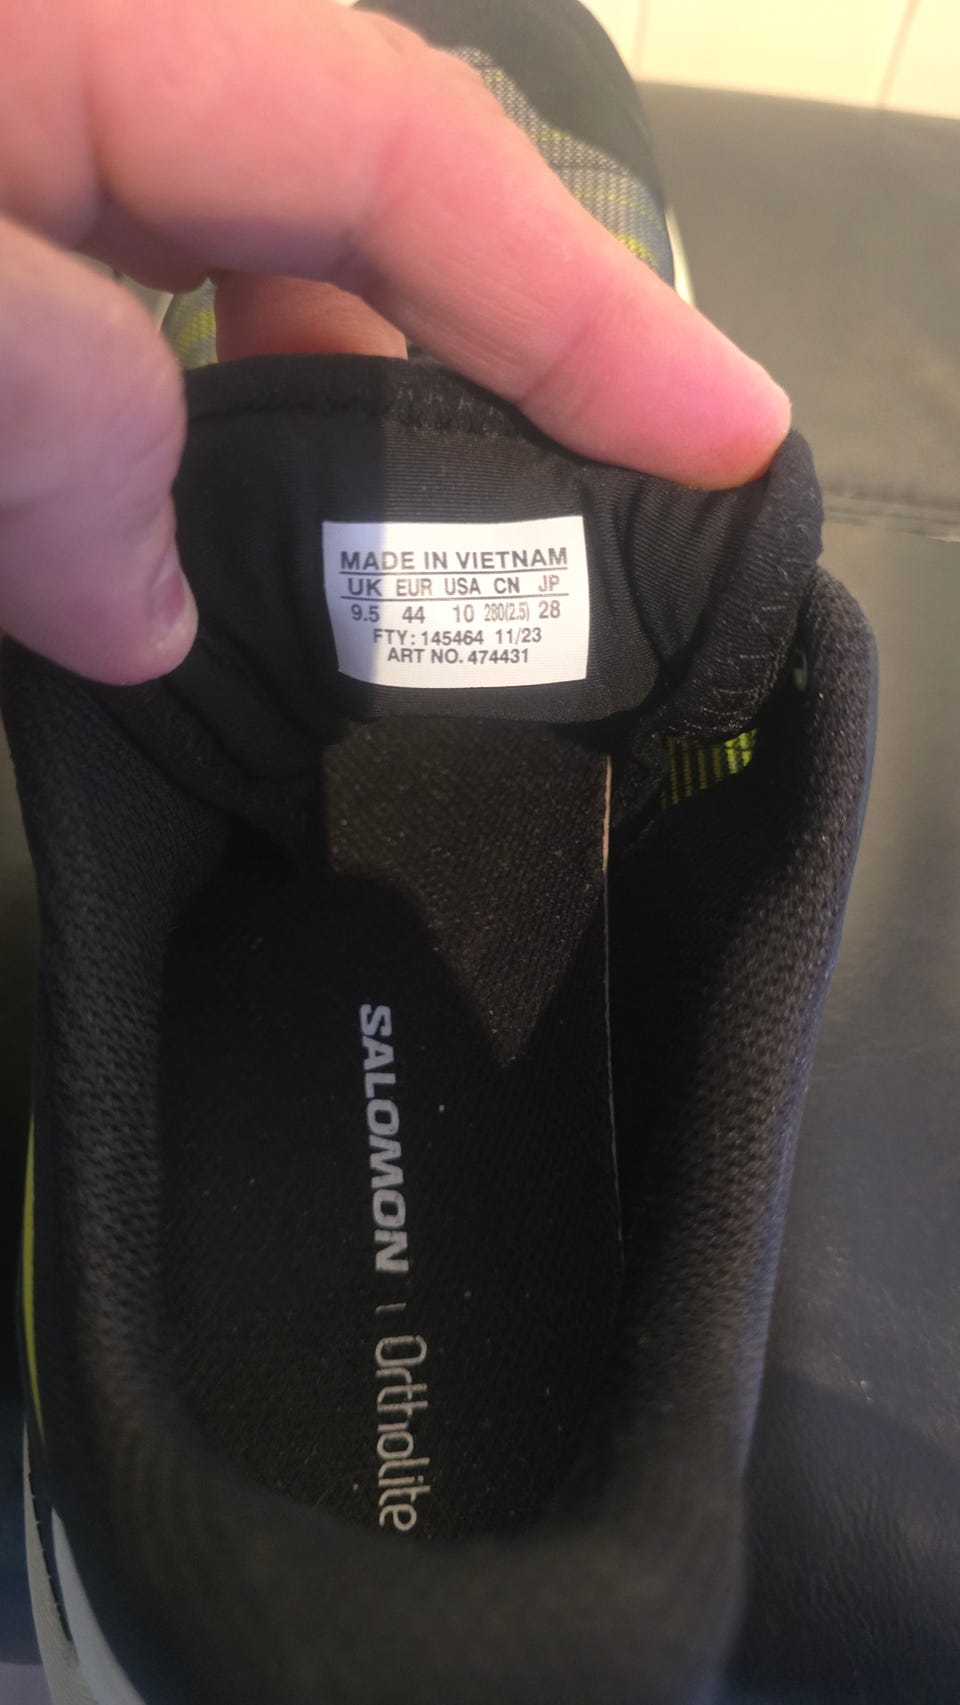 MADE IN VIETNAM
UK EUR USA CN JP
9.5 44 10 280(2.5) 28
FTY: 145464 11/23
ART NO. 474431
SALOMON | Ortholite